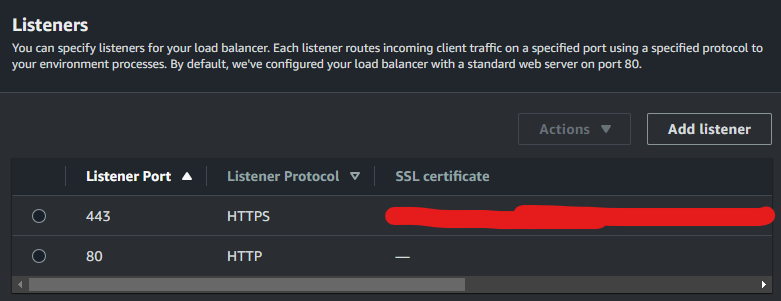 Listeners
You can specify listeners for your load balancer. Each listener routes incoming client traffic on a specified port using a specified protocol to
your environment processes. By default, we've configured your load balancer with a standard web server on port 80.
Actions ▼ Add listener
Listener Port ▲ Listener Protocol ▽ SSL certificate
443 HTTPS
80 HTTP —